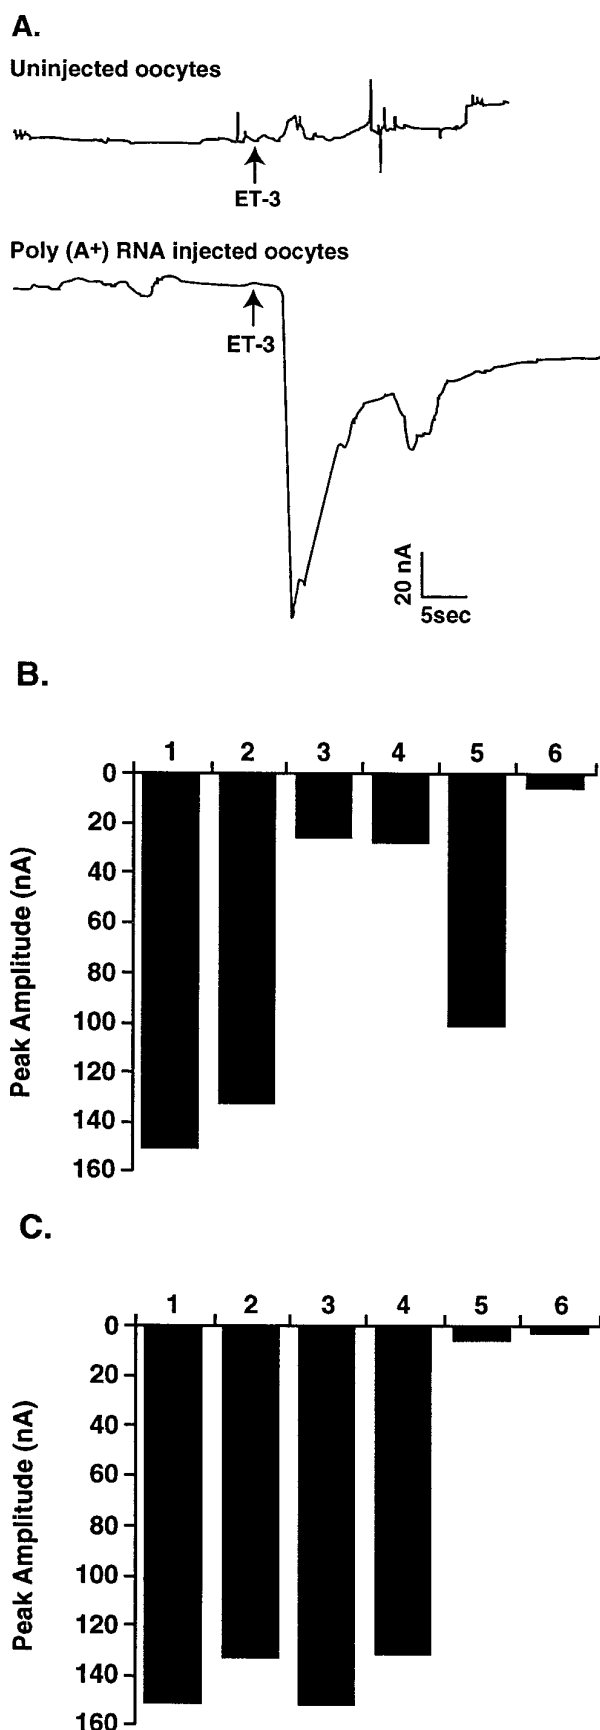 A.
Uninjected oocytes
ET-3
Poly (A+) RNA injected oocytes
ET-3
20 nA
5sec
B.
1 2 3 4 5 6
Peak Amplitude (nA)
0
20
40
60
80
100
120
140
160
C.
1 2 3 4 5 6
Peak Amplitude (nA)
0
20
40
60
80
100
120
140
160